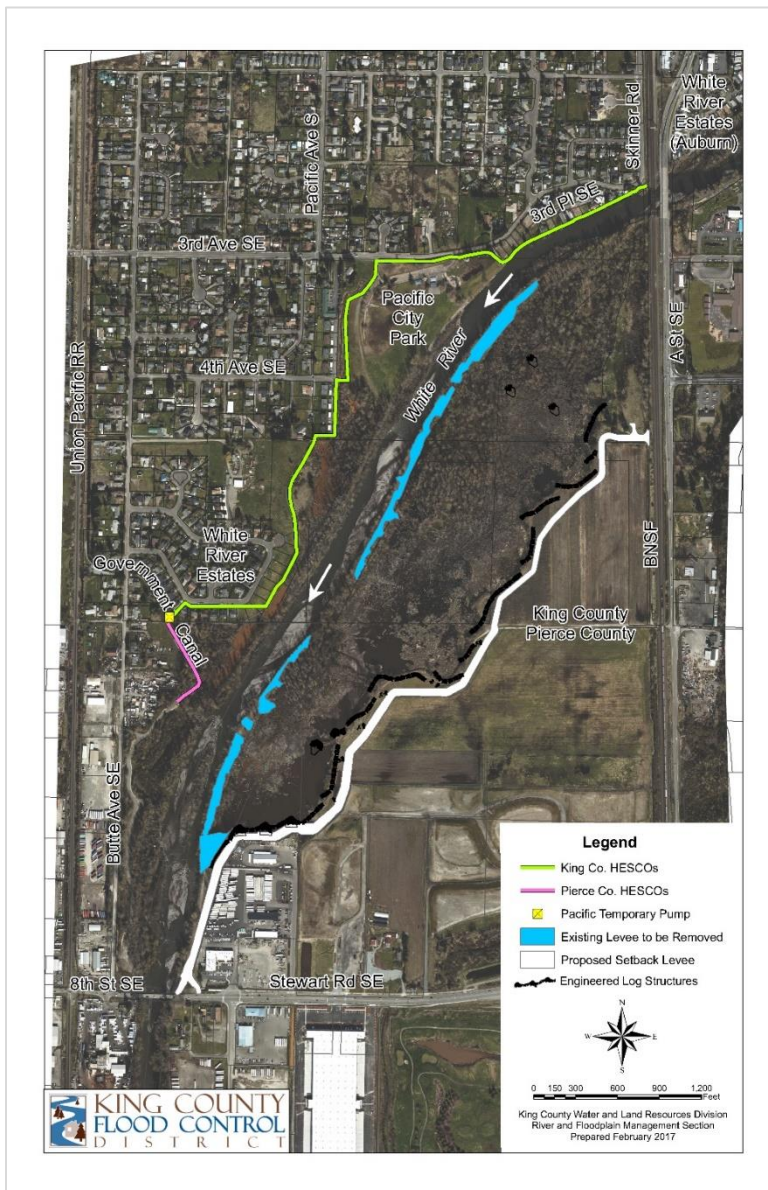 White
River
Estates
(Auburn)
Skinner Rd
Pacific Ave S
3rd Pl SE
3rd Ave SE
Pacific
City
Park
4th Ave SE
White River
A St SE
Union Pacific RR
BNSF
White
River
Estates
Government Canal
King County
Pierce County
Butte Ave SE
8th St SE
Stewart Rd SE
Legend
King Co. HESCOs
Pierce Co. HESCOs
Pacific Temporary Pump
Existing Levee to be Removed
Proposed Setback Levee
Engineered Log Structures
N
W
E
S
0 150 300 600 900 1,200
Feet
King County Water and Land Resources Division
River and Floodplain Management Section
Prepared February 2017
KING COUNTY
FLOOD CONTROL
DISTRICT